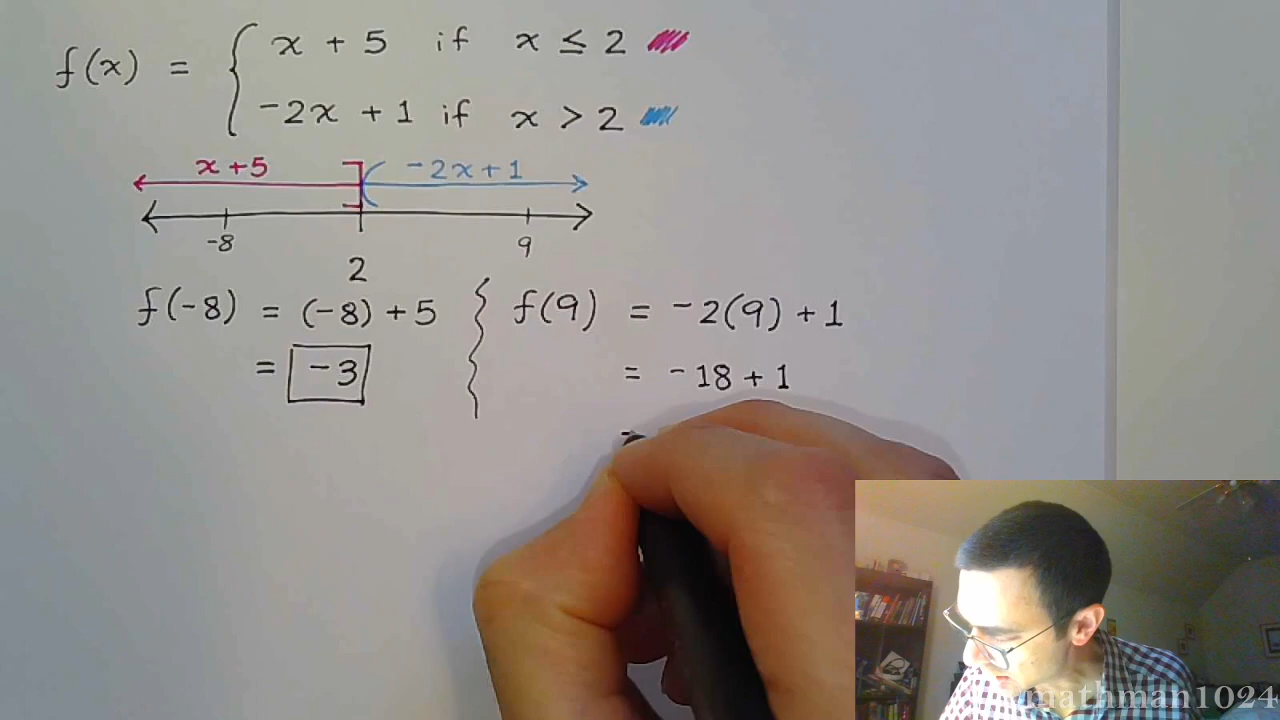 f(x) = { x + 5 if x ≤ 2
-2x + 1 if x > 2
x+5 ]( -2x+1
-8 2 9
f(-8) = (-8) + 5
= -3
f(9) = -2(9) + 1
= -18 + 1
mathman1024